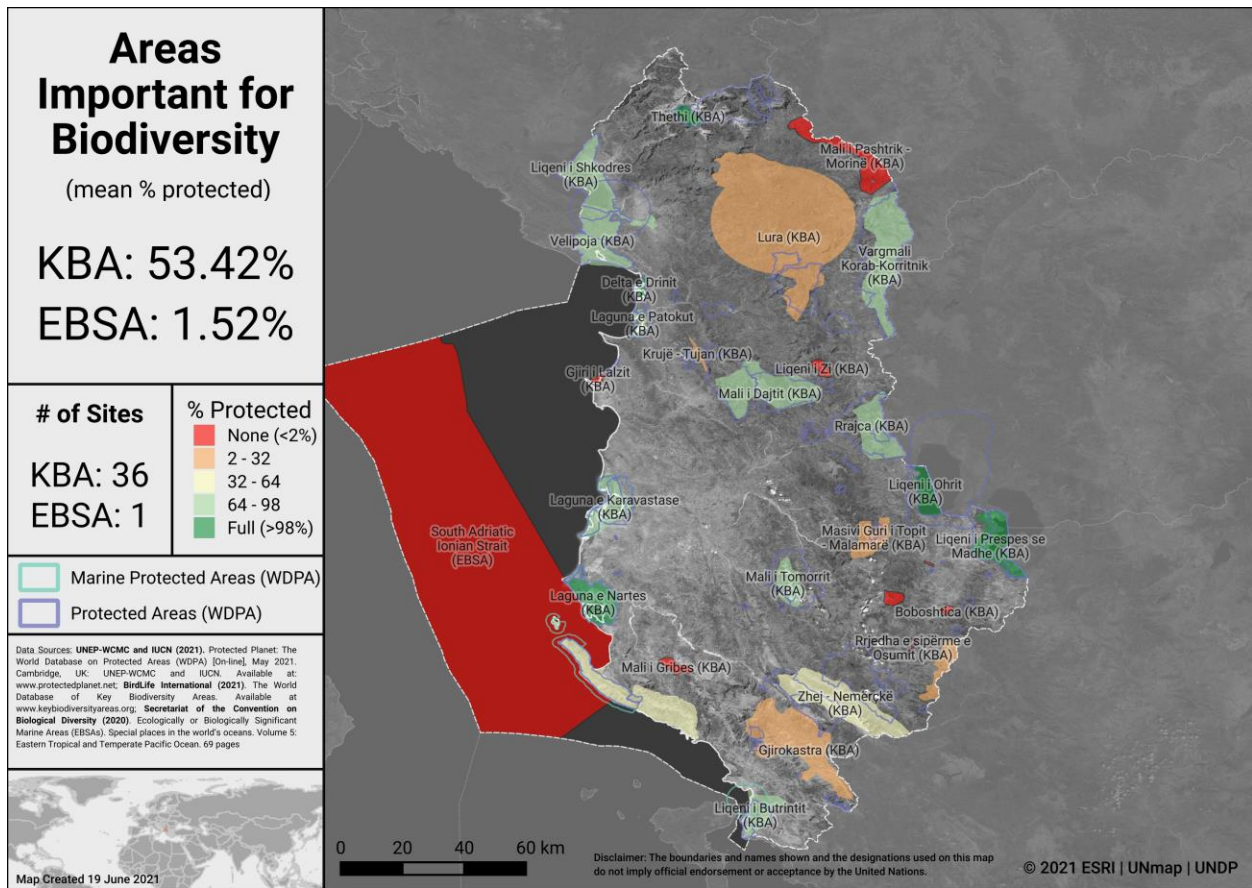 Areas
Important for
Biodiversity
(mean % protected)
KBA: 53.42%
EBSA: 1.52%
# of Sites
KBA: 36
EBSA: 1
% Protected
None (<2%)
2 - 32
32 - 64
64 - 98
Full (>98%)
Marine Protected Areas (WDPA)
Protected Areas (WDPA)
Data Sources: UNEP-WCMC and IUCN (2021). Protected Planet: The
World Database on Protected Areas (WDPA) [On-line], May 2021.
Cambridge, UK: UNEP-WCMC and IUCN. Available at:
www.protectedplanet.net; BirdLife International (2021). The World
Database of Key Biodiversity Areas. Available at
www.keybiodiversityareas.org; Secretariat of the Convention on
Biological Diversity (2020). Ecologically or Biologically Significant
Marine Areas (EBSAs). Special places in the world's oceans. Volume 5:
Eastern Tropical and Temperate Pacific Ocean. 69 pages
Map Created 19 June 2021
Thethi (KBA)
Mali i Pashtrik -
Morinë (KBA)
Liqeni i Shkodres
(KBA)
Velipoja (KBA)
Lura (KBA)
Vargmali
Korab-Korritnik
(KBA)
Delta e Drinit
(KBA)
Laguna e Patokut
(KBA)
Krujë - Tujan (KBA)
Gjiri i Lalzit
(KBA)
Liqeni i Zi (KBA)
Mali i Dajtit (KBA)
Rrajca (KBA)
Liqeni i Ohrit
(KBA)
Laguna e Karavastase
(KBA)
South Adriatic
Ionian Strait
(EBSA)
Masivi Guri i Topit
- Malamarë (KBA)
Liqeni i Prespes se
Madhe (KBA)
Mali i Tomorrit
(KBA)
Laguna e Nartes
(KBA)
Boboshtica (KBA)
Rrjedha e sipërme e
Osumit (KBA)
Mali i Gribes (KBA)
Zhej - Nemërckë
(KBA)
Gjirokastra (KBA)
Liqeni i Butrintit
(KBA)
0 20 40 60 km
Disclaimer: The boundaries and names shown and the designations used on this map
do not imply official endorsement or acceptance by the United Nations.
© 2021 ESRI | UNmap | UNDP